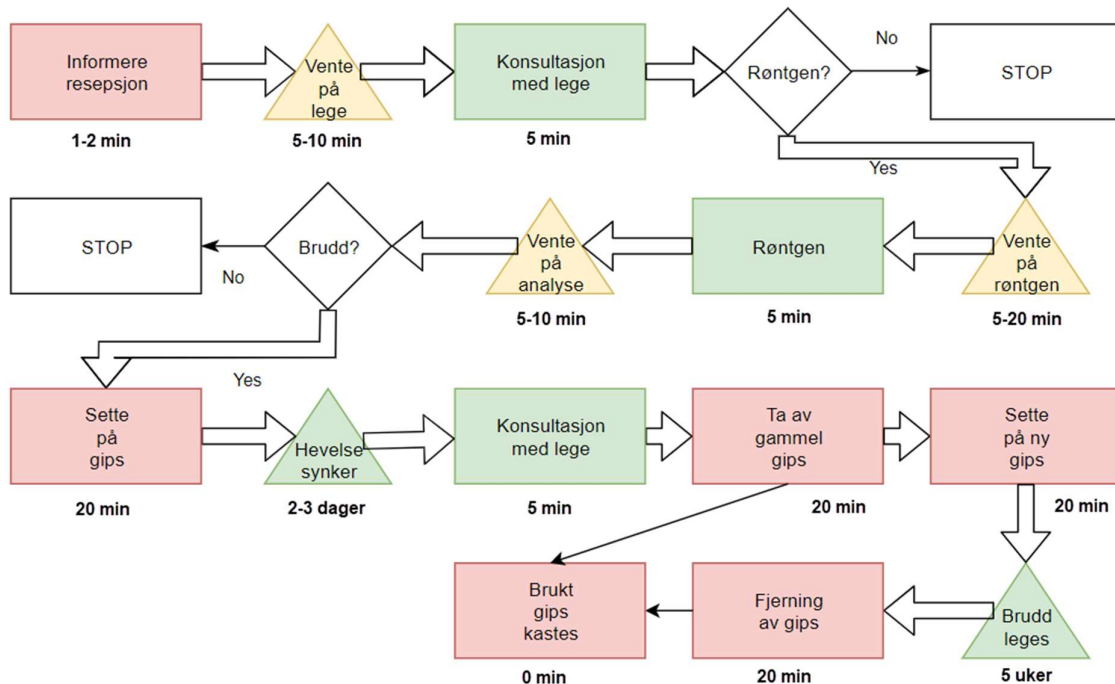 Informere
resepsjon
1-2 min
Vente
på
lege
5-10 min
Konsultasjon
med lege
5 min
Røntgen?
No
STOP
Yes
Vente
på
røntgen
5-20 min
Røntgen
5 min
Vente
på
analyse
5-10 min
Brudd?
No
STOP
Yes
Sette
på
gips
20 min
Hevelse
synker
2-3 dager
Konsultasjon
med lege
5 min
Ta av
gammel
gips
20 min
Sette
på ny
gips
20 min
Brudd
leges
5 uker
Fjerning
av gips
20 min
Brukt
gips
kastes
0 min